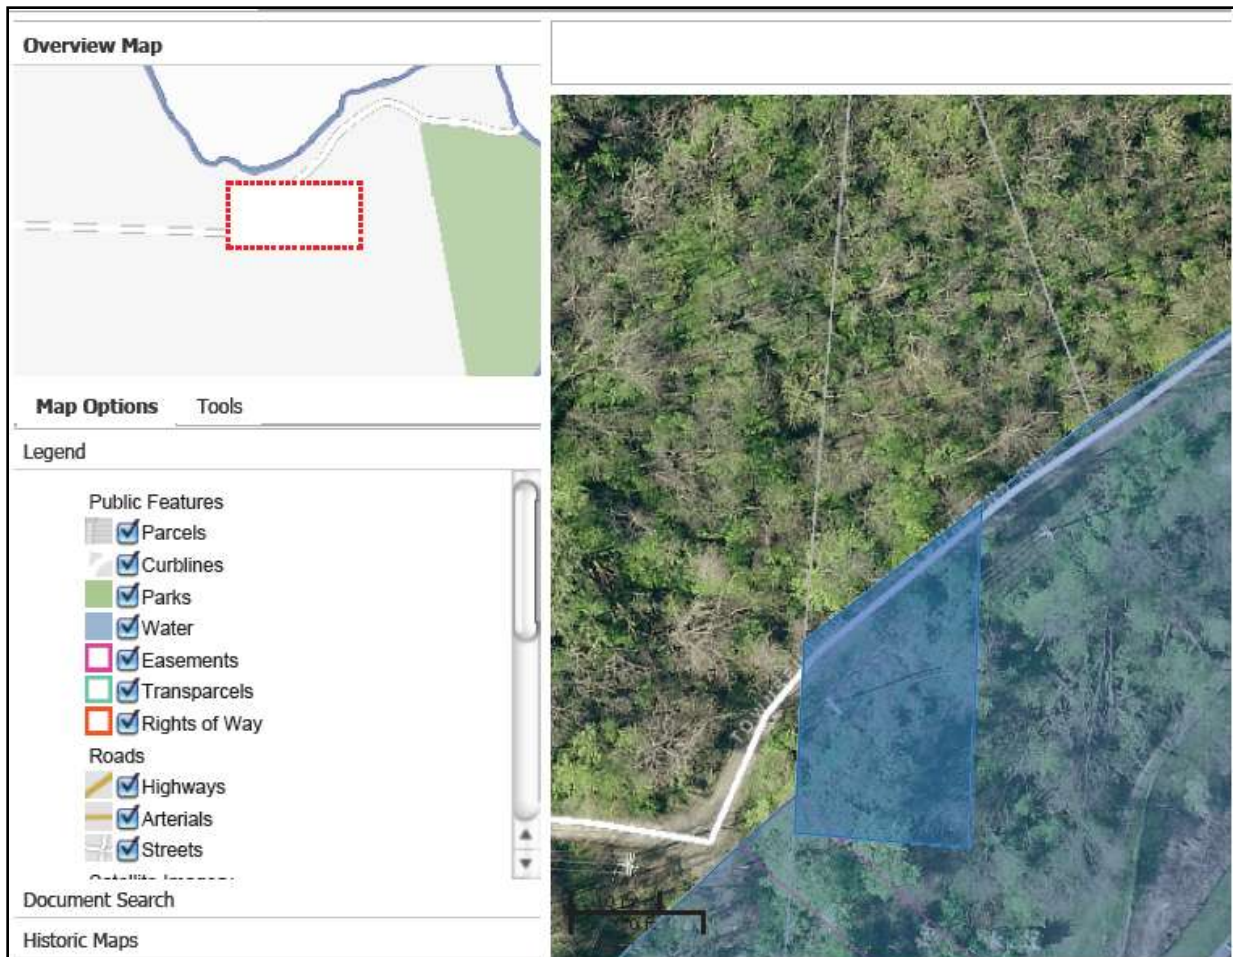 Overview Map
Map Options Tools
Legend
Public Features
Parcels
Curblines
Parks
Water
Easements
Transparcels
Rights of Way
Roads
Highways
Arterials
Streets
Document Search
Historic Maps